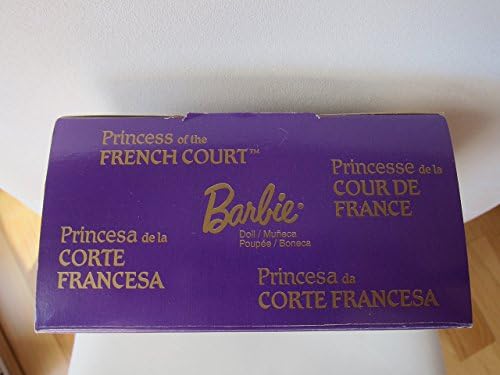 Princess of the
FRENCH COURT™
Princesse de la
COUR DE
FRANCE
Barbie®
Doll / Muñeca
Poupée / Boneca
Princesa de la
CORTE
FRANCESA
Princesa da
CORTE FRANCESA